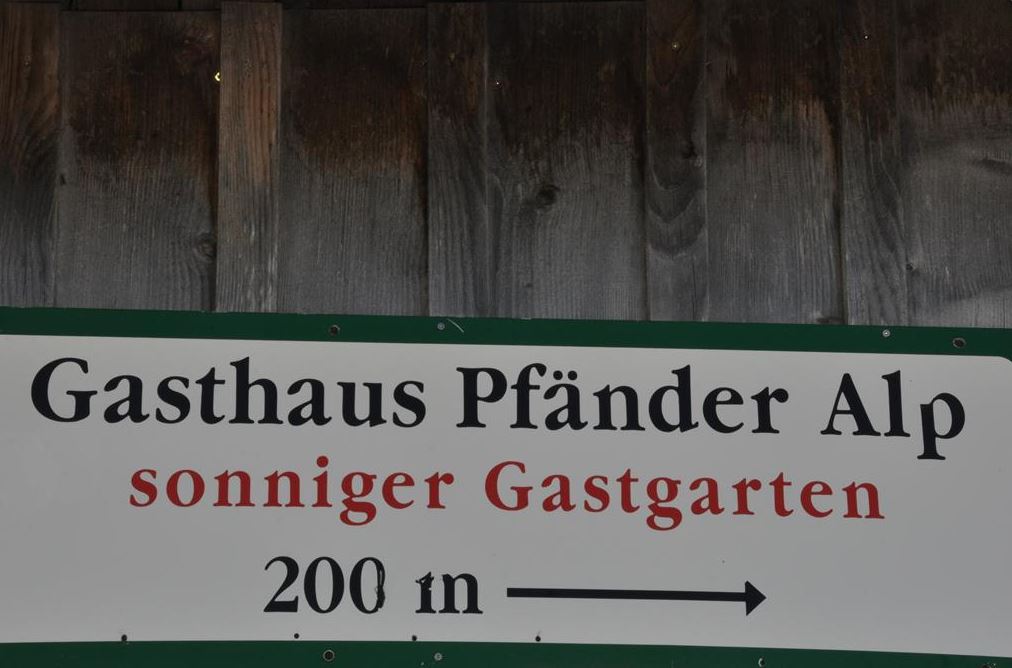 Gasthaus Pfänder Alp
sonniger Gastgarten
200 m